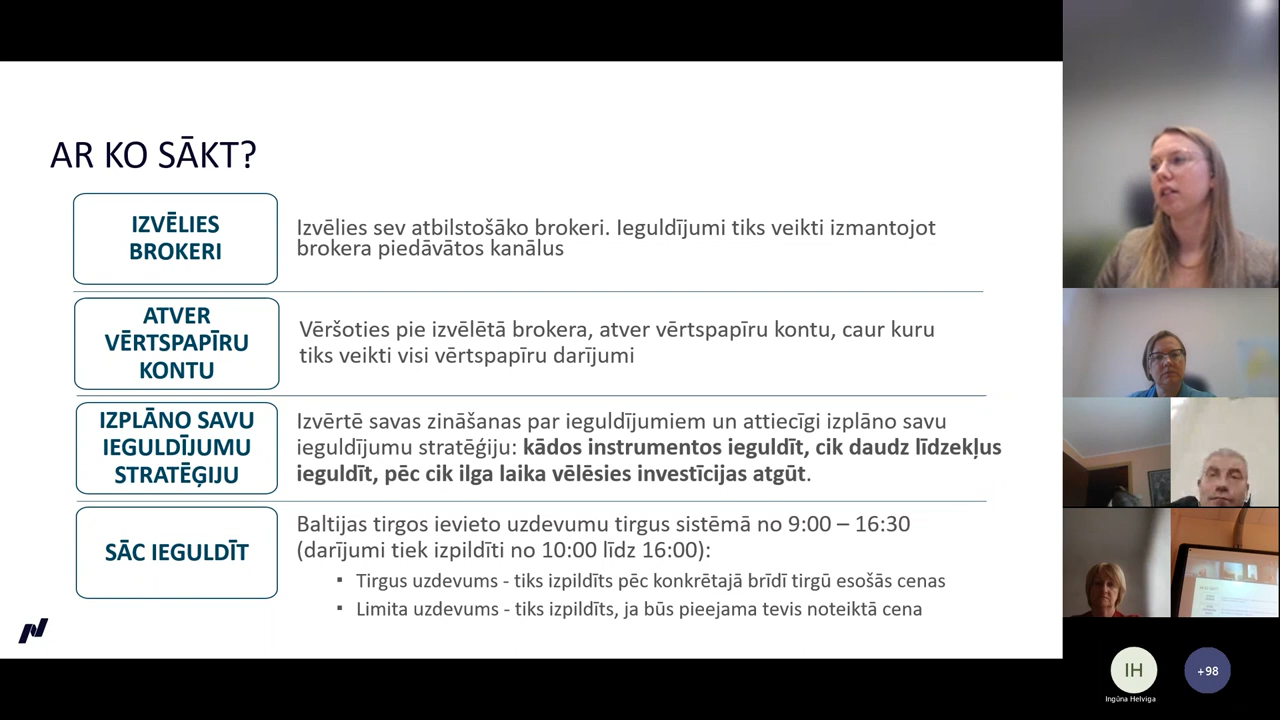 AR KO SĀKT?
IZVĒLIES
BROKERI
Izvēlies sev atbilstošāko brokeri. Ieguldījumi tiks veikti izmantojot
brokera piedāvātos kanālus
ATVER
VĒRTSPAPĪRU
KONTU
Vēršoties pie izvēlētā brokera, atver vērtspapīru kontu, caur kuru
tiks veikti visi vērtspapīru darījumi
IZPLĀNO SAVU
IEGULDĪJUMU
STRATĒĢIJU
Izvērtē savas zināšanas par ieguldījumiem un attiecīgi izplāno savu
ieguldījumu stratēģiju: kādos instrumentos ieguldīt, cik daudz līdzekļus
ieguldīt, pēc cik ilga laika vēlēsies investīcijas atgūt.
SĀC IEGULDĪT
Baltijas tirgos ievieto uzdevumu tirgus sistēmā no 9:00 – 16:30
(darījumi tiek izpildīti no 10:00 līdz 16:00):
▪ Tirgus uzdevums - tiks izpildīts pēc konkrētajā brīdī tirgū esošās cenas
▪ Limita uzdevums - tiks izpildīts, ja būs pieejama tevis noteiktā cena
IH
Ingūna Helviga
+98